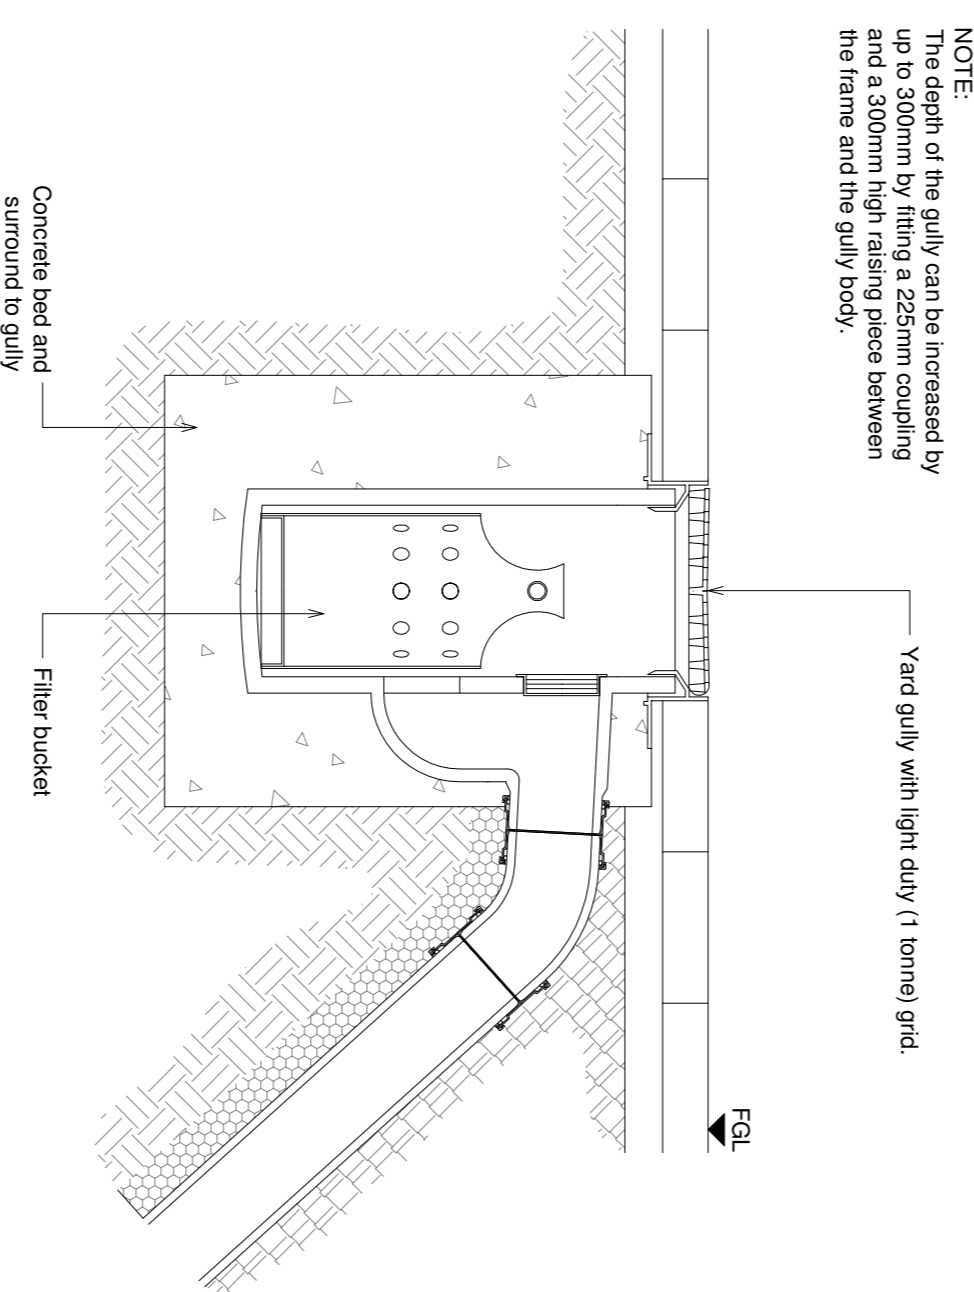 NOTE:
The depth of the gully can be increased by
up to 300mm by fitting a 225mm coupling
and a 300mm high raising piece between
the frame and the gully body.
Yard gully with light duty (1 tonne) grid.
FGL
Concrete bed and
surround to gully
Filter bucket